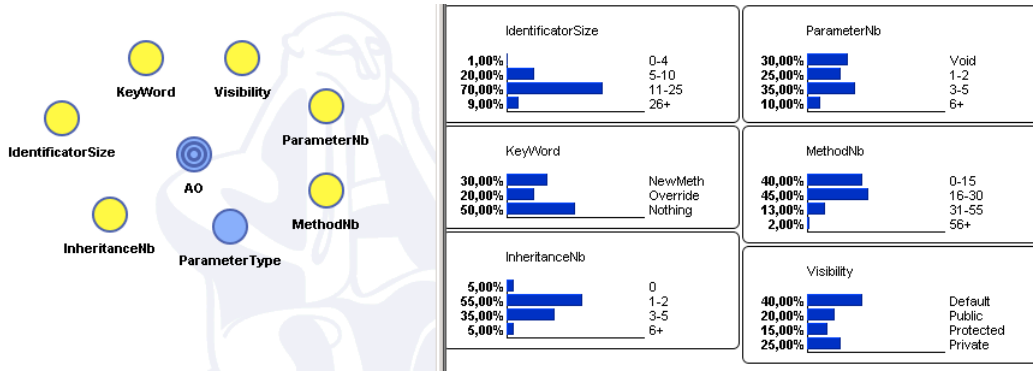 KeyWord
Visibility
ParameterNb
IdentificatorSize
AO
MethodNb
InheritanceNb
ParameterType
IdentificatorSize
1,00% 0-4
20,00% 5-10
70,00% 11-25
9,00% 26+
KeyWord
30,00% NewMeth
20,00% Override
50,00% Nothing
InheritanceNb
5,00% 0
55,00% 1-2
35,00% 3-5
5,00% 6+
ParameterNb
30,00% Void
25,00% 1-2
35,00% 3-5
10,00% 6+
MethodNb
40,00% 0-15
45,00% 16-30
13,00% 31-55
2,00% 56+
Visibility
40,00% Default
20,00% Public
15,00% Protected
25,00% Private